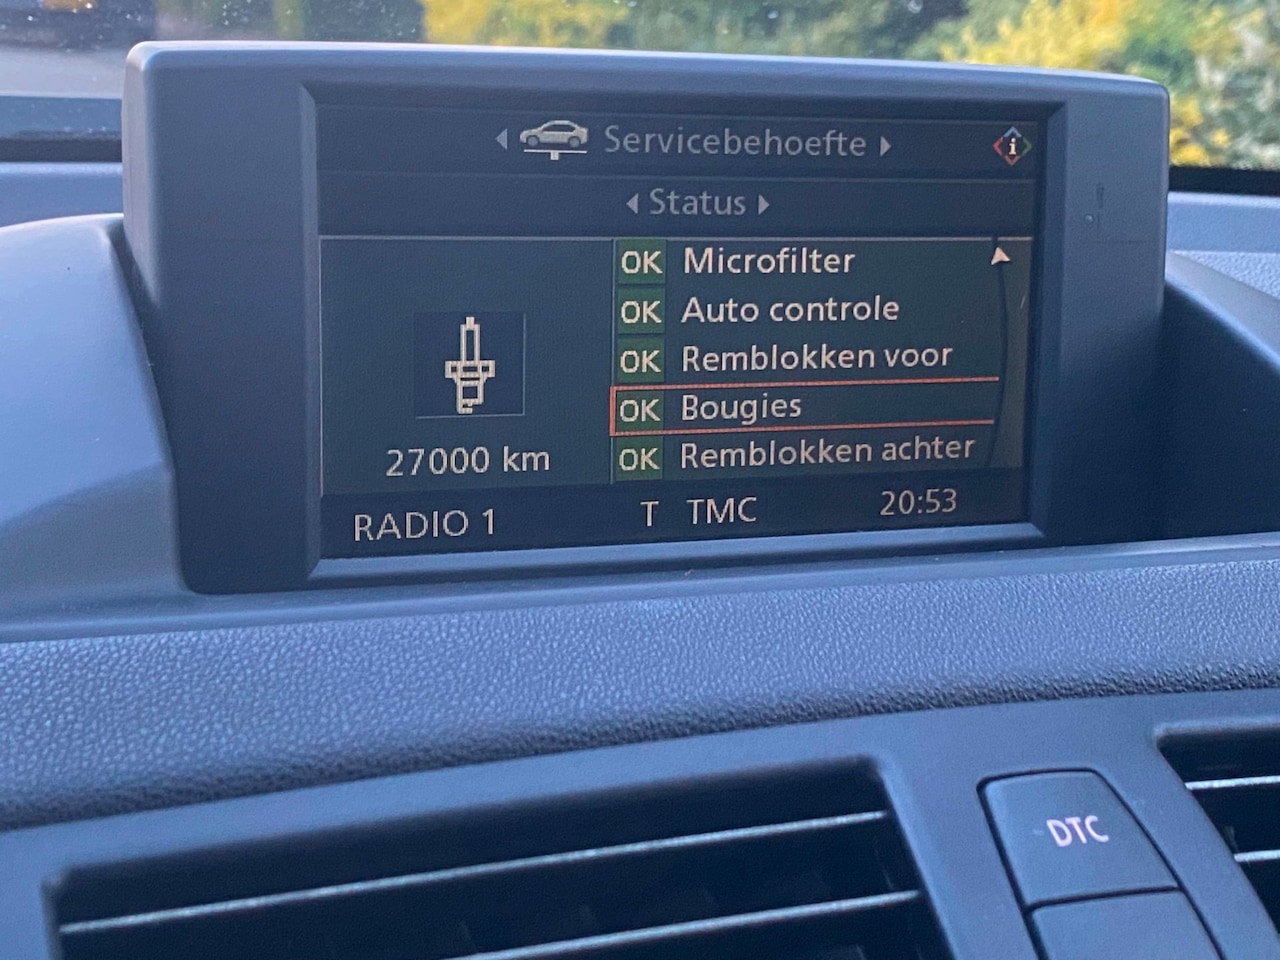 Servicebehoefte
Status
OK Microfilter
OK Auto controle
OK Remblokken voor
OK Bougies
OK Remblokken achter
27000 km
RADIO 1 T TMC 20:53
DTC